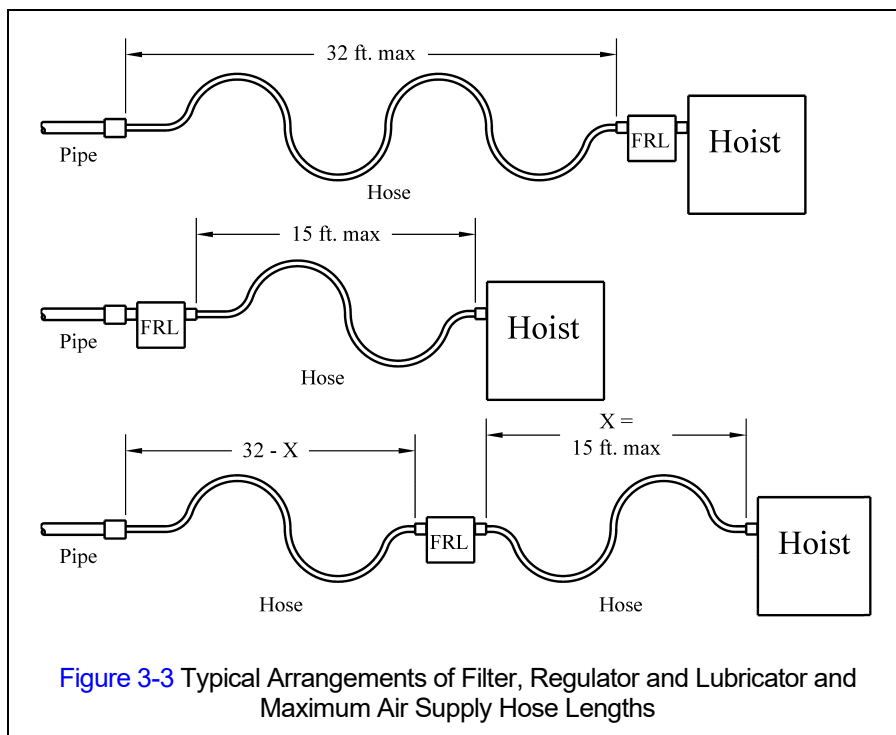 32 ft. max
Pipe
Hose
FRL
Hoist
15 ft. max
Pipe
FRL
Hose
Hoist
32 - X
X =
15 ft. max
Pipe
Hose
FRL
Hose
Hoist
Figure 3-3 Typical Arrangements of Filter, Regulator and Lubricator and
Maximum Air Supply Hose Lengths